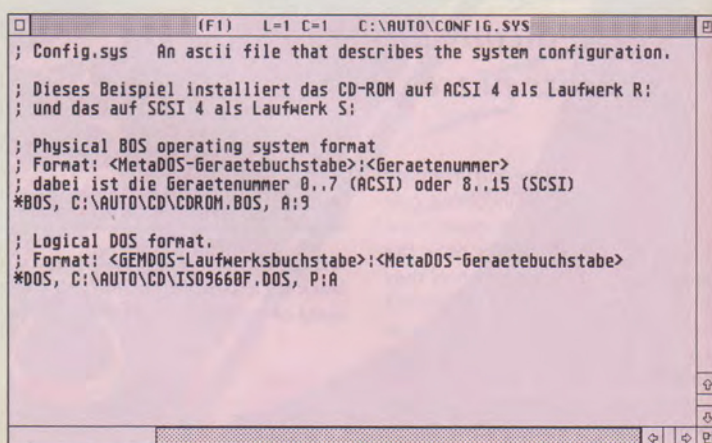 (F1) L=1 C=1 C:\AUTO\CONFIG.SYS
; Config.sys An ascii file that describes the system configuration.
; Dieses Beispiel installiert das CD-ROM auf ACSI 4 als Laufwerk R:
; und das auf SCSI 4 als Laufwerk S:
; Physical BOS operating system format
; Format: <MetaDOS-Geraetebuchstabe>:<Geraetenummer>
; dabei ist die Geraetenummer 0..7 (ACSI) oder 8..15 (SCSI)
*BOS, C:\AUTO\CD\CDROM.BOS, A:9
; Logical DOS format.
; Format: <GEMDOS-Laufwerksbuchstabe>:<MetaDOS-Geraetebuchstabe>
*DOS, C:\AUTO\CD\ISO9660F.DOS, P:A